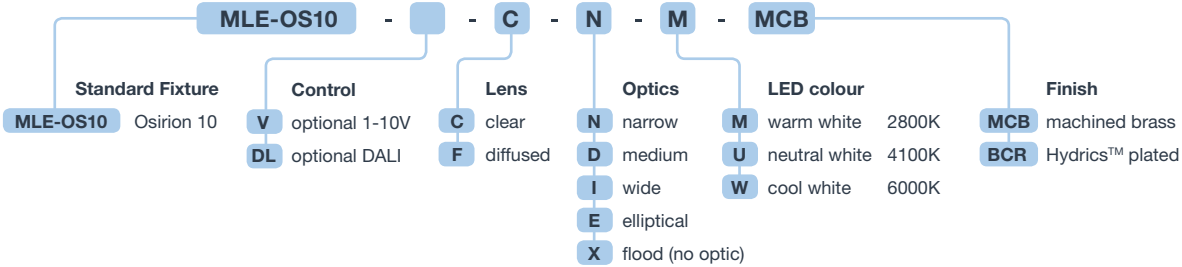 MLE-OS10 - - C - N - M - MCB
Standard Fixture Control Lens Optics LED colour Finish
MLE-OS10 Osirion 10 V optional 1-10V C clear N narrow M warm white 2800K MCB machined brass
DL optional DALI F diffused D medium U neutral white 4100K BCR Hydrics™ plated
I wide W cool white 6000K
E elliptical
X flood (no optic)